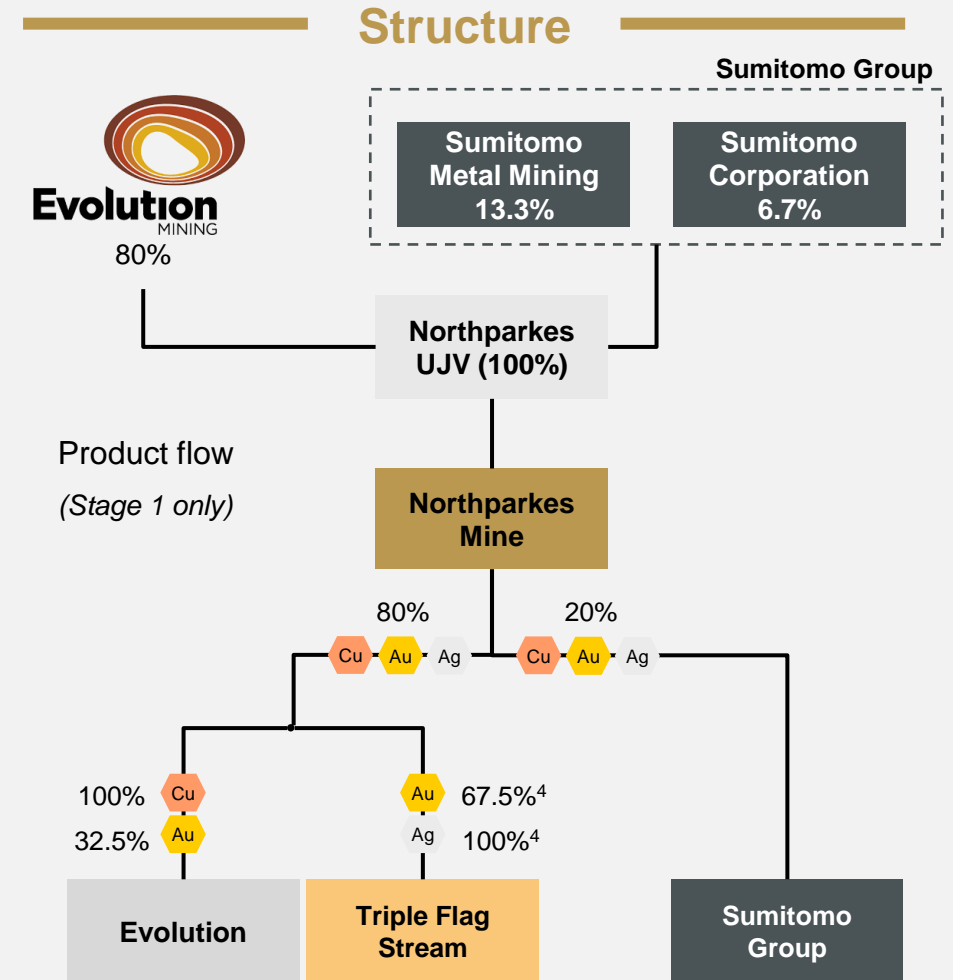 Structure
Sumitomo Group
Evolution
MINING
80%
Sumitomo
Metal Mining
13.3%
Sumitomo
Corporation
6.7%
Northparkes
UJV (100%)
Product flow
(Stage 1 only)
Northparkes
Mine
80%
20%
Cu Au Ag
Cu Au Ag
100% Cu
32.5% Au
Au 67.5%⁴
Ag 100%⁴
Evolution
Triple Flag
Stream
Sumitomo
Group